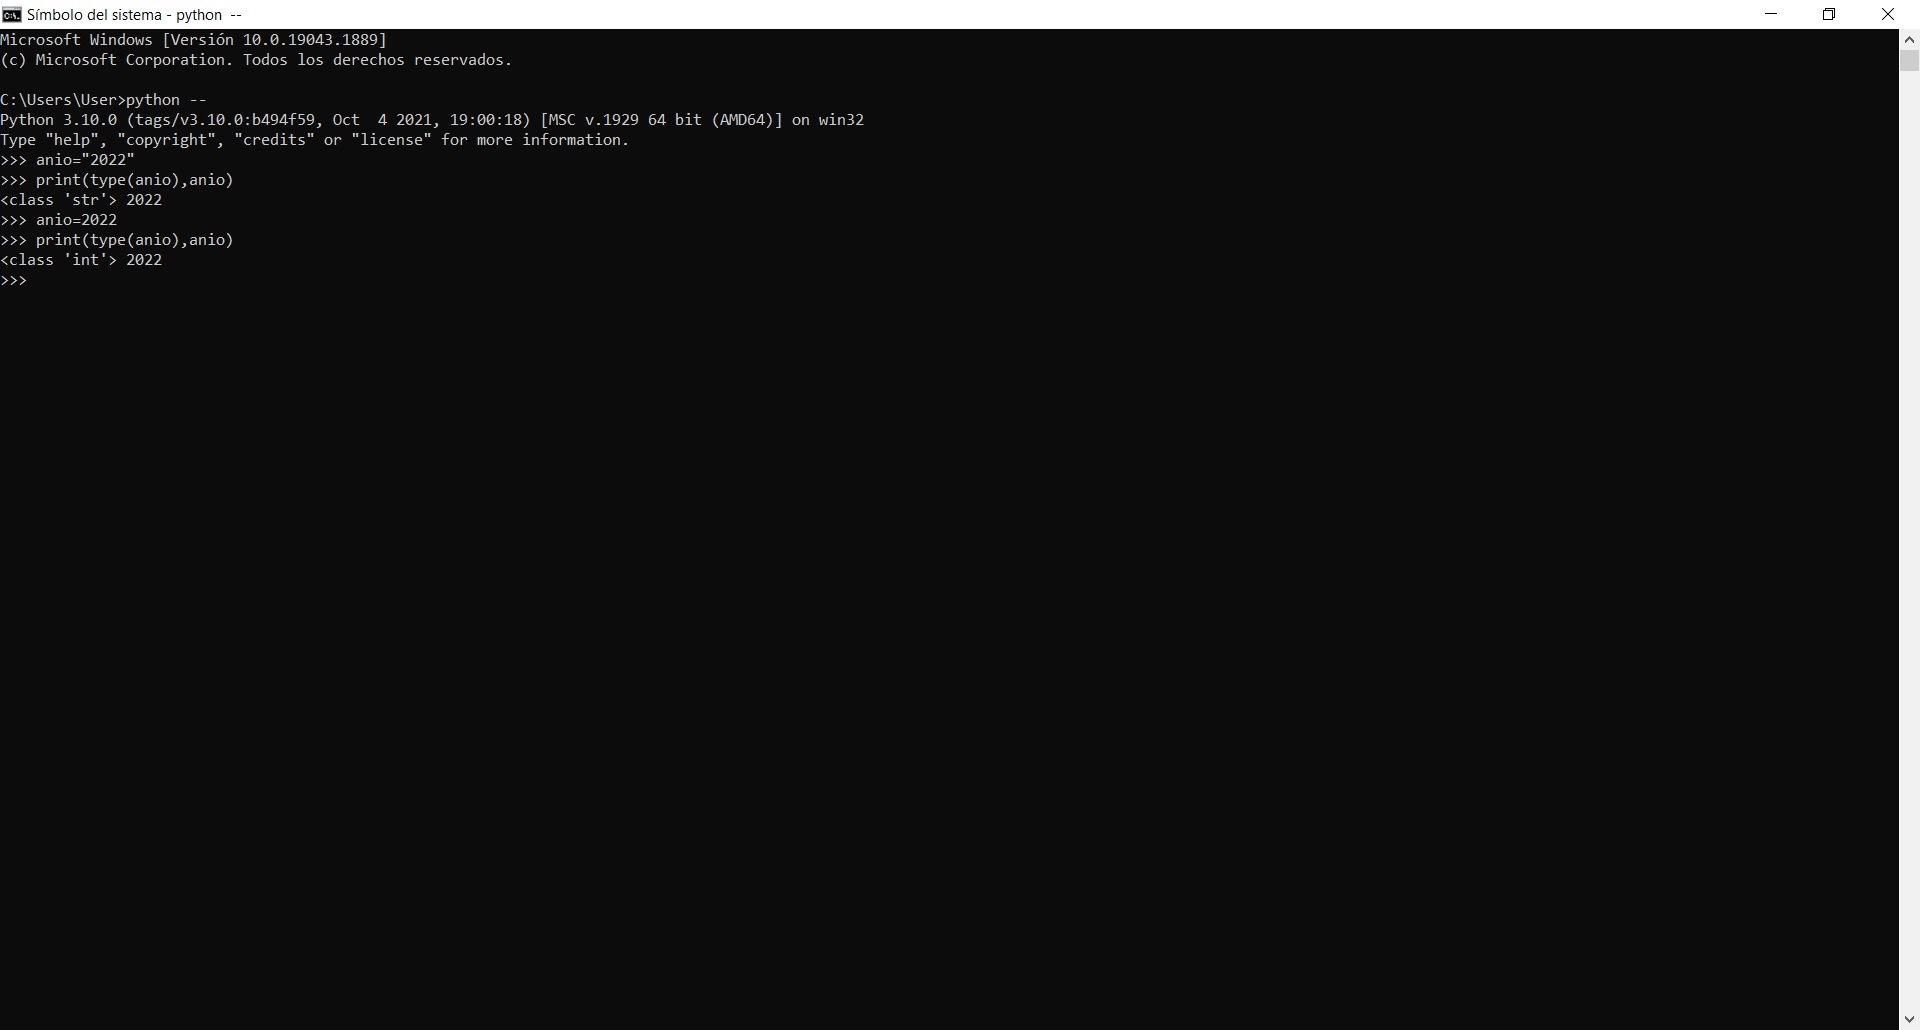 Símbolo del sistema - python  --
Microsoft Windows [Versión 10.0.19043.1889]
(c) Microsoft Corporation. Todos los derechos reservados.
C:\Users\User>python --
Python 3.10.0 (tags/v3.10.0:b494f59, Oct  4 2021, 19:00:18) [MSC v.1929 64 bit (AMD64)] on win32
Type "help", "copyright", "credits" or "license" for more information.
>>> anio="2022"
>>> print(type(anio),anio)
<class 'str'> 2022
>>> anio=2022
>>> print(type(anio),anio)
<class 'int'> 2022
>>>